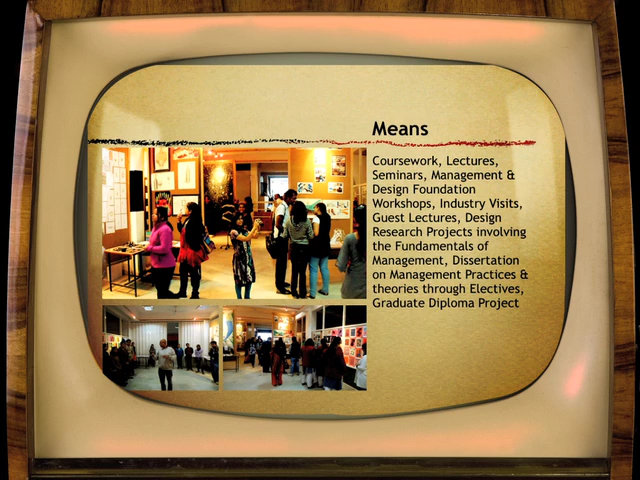 Means
Coursework, Lectures,
Seminars, Management &
Design Foundation
Workshops, Industry Visits,
Guest Lectures, Design
Research Projects involving
the Fundamentals of
Management, Dissertation
on Management Practices &
theories through Electives,
Graduate Diploma Project